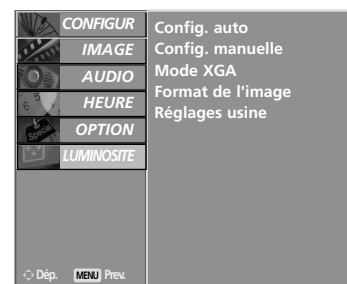 CONFIGUR
IMAGE
AUDIO
HEURE
Special
OPTION
LUMINOSITE
Config. auto
Config. manuelle
Mode XGA
Format de l'image
Réglages usine
Dép. MENU Prev.